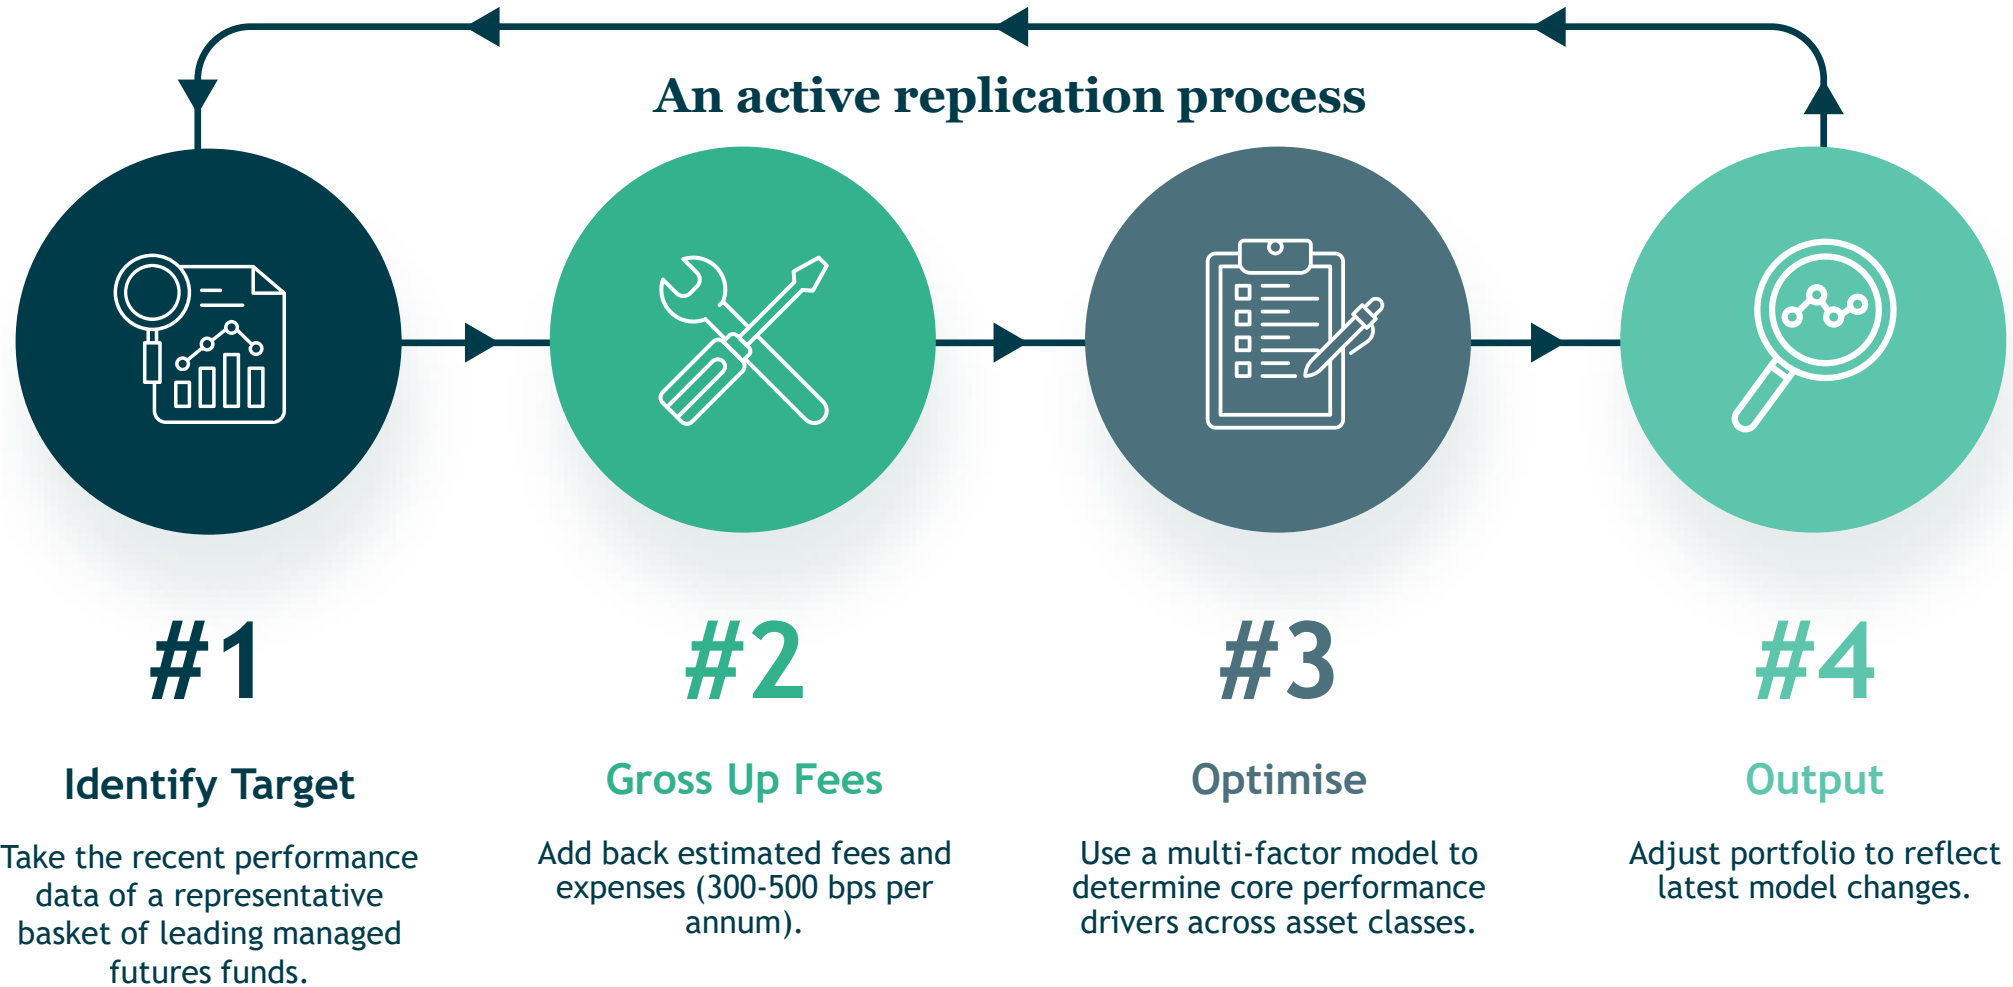 An active replication process
#1
Identify Target
Take the recent performance
data of a representative
basket of leading managed
futures funds.
#2
Gross Up Fees
Add back estimated fees and
expenses (300-500 bps per
annum).
#3
Optimise
Use a multi-factor model to
determine core performance
drivers across asset classes.
#4
Output
Adjust portfolio to reflect
latest model changes.